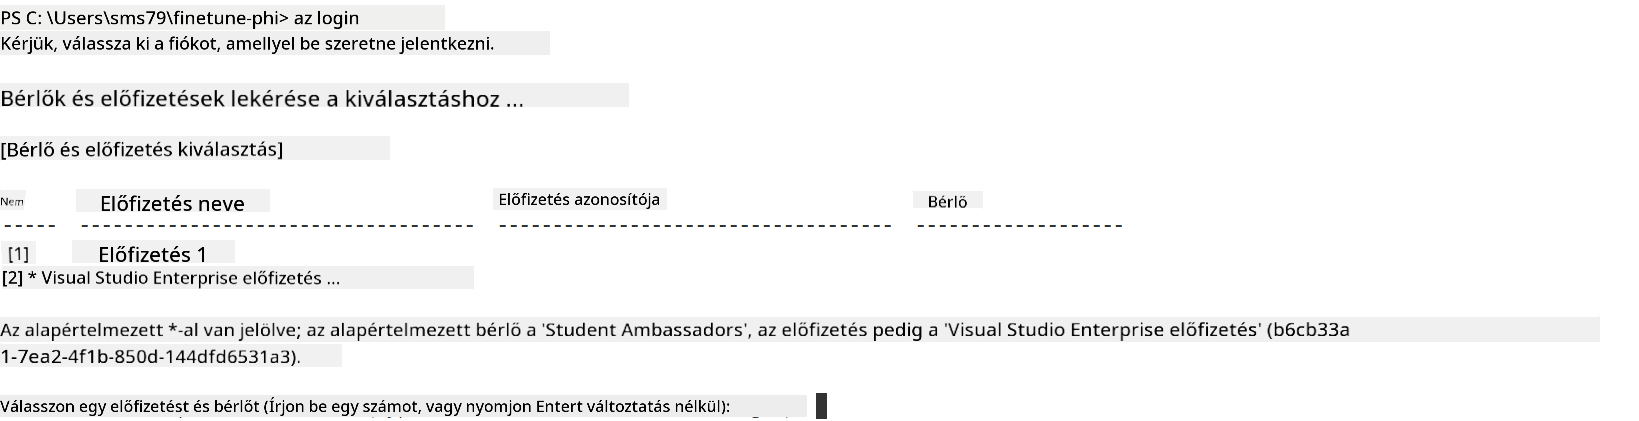 PS C: \Users\sms79\finetune-phi> az login
Kérjük, válassza ki a fiókot, amellyel be szeretne jelentkezni.
Bérlők és előfizetések lekérése a kiválasztáshoz ...
[Bérlő és előfizetés kiválasztás]
Nem Előfizetés neve Előfizetés azonosítója Bérlő
----- ------------------------------------ ------------------------------------ -------------------
[1] Előfizetés 1
[2] * Visual Studio Enterprise előfizetés ...
Az alapértelmezett *-al van jelölve; az alapértelmezett bérlő a 'Student Ambassadors', az előfizetés pedig a 'Visual Studio Enterprise előfizetés' (b6cb33a
1-7ea2-4f1b-850d-144dfd6531a3).
Válasszon egy előfizetést és bérlőt (Írjon be egy számot, vagy nyomjon Entert változtatás nélkül):